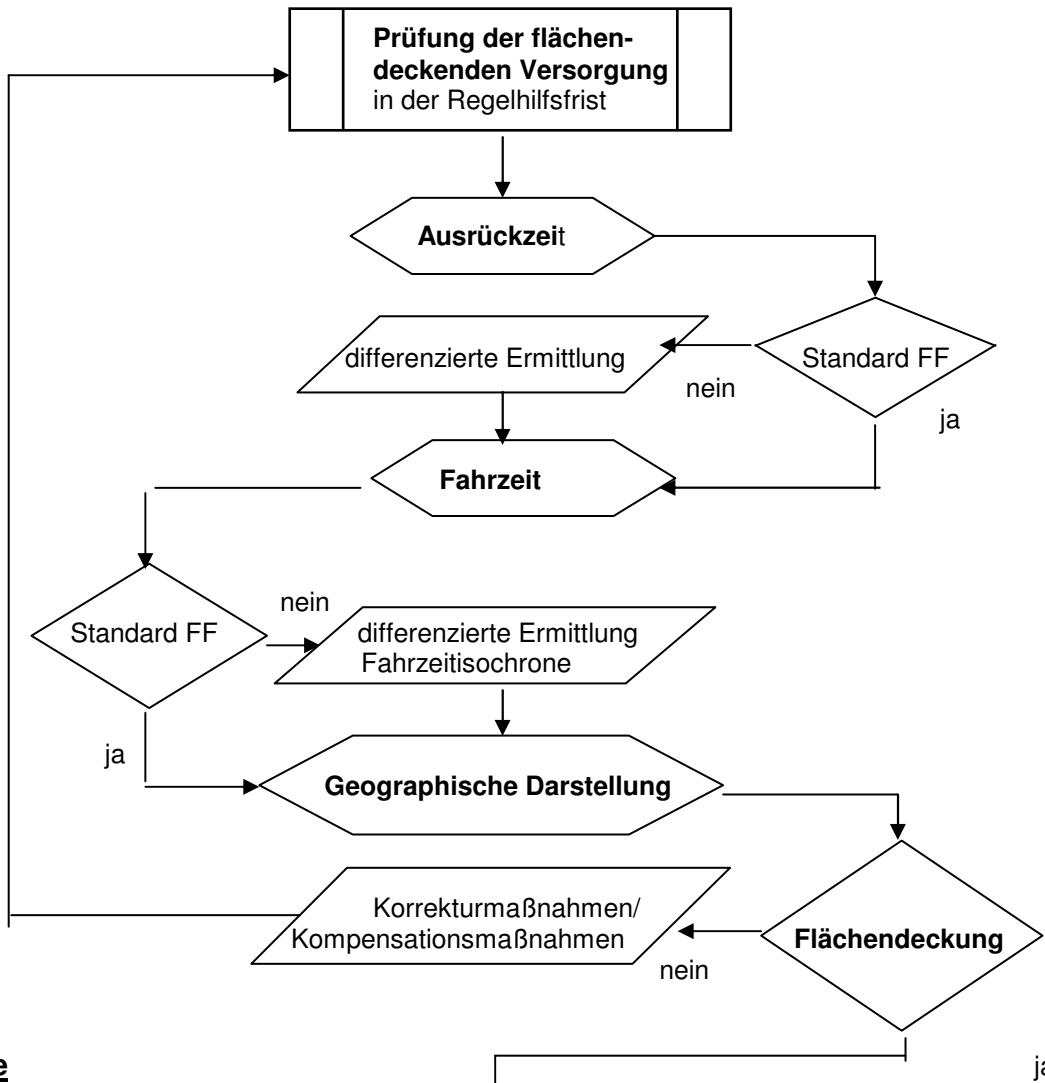 Prüfung der flächen-
deckenden Versorgung
in der Regelhilfsfrist
Ausrückzeit
Standard FF
differenzierte Ermittlung
nein
ja
Fahrzeit
Standard FF
nein
differenzierte Ermittlung
Fahrzeitisochrone
ja
Geographische Darstellung
Korrekturmaßnahmen/
Kompensationsmaßnahmen
Flächendeckung
nein
e
ja